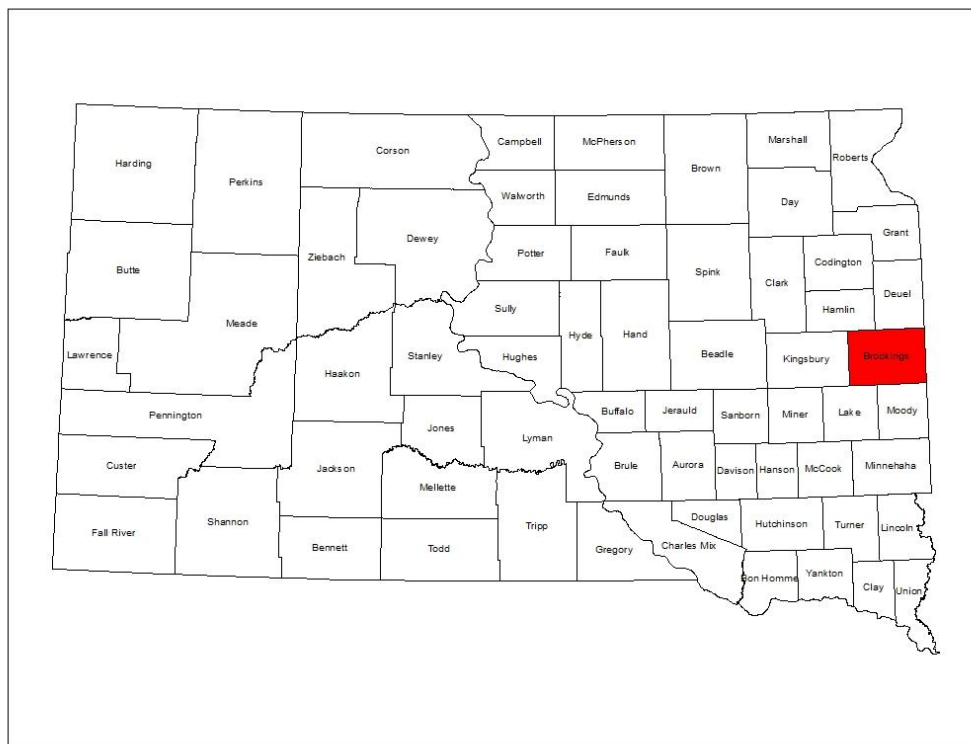 Campbell
McPherson
Marshall
Corson
Roberts
Harding
Brown
Perkins
Walworth
Edmunds
Day
Dewey
Grant
Potter
Faulk
Ziebach
Codington
Butte
Spink
Clark
Deuel
Sully
Hamlin
Meade
Hyde
Hand
Lawrence
Stanley
Hughes
Beadle
Kingsbury
Brookings
Haakon
Pennington
Buffalo
Jerauld
Sanborn
Miner
Lake
Moody
Jones
Lyman
Custer
Jackson
Brule
Aurora
Davison
Hanson
McCook
Minnehaha
Mellette
Douglas
Shannon
Tripp
Hutchinson
Turner
Lincoln
Fall River
Bennett
Todd
Gregory
Charles Mix
Bon Homme
Yankton
Clay
Union